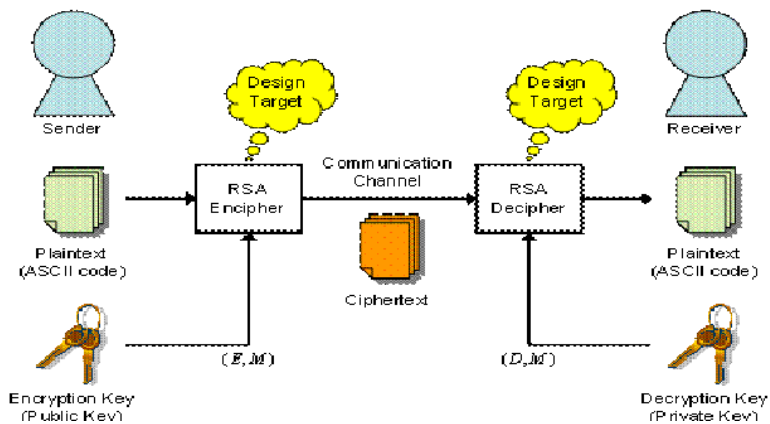 Design
Target
Design
Target
Sender
Receiver
Communication
Channel
RSA
Encipher
RSA
Decipher
Plaintext
(ASCII code)
Ciphertext
Plaintext
(ASCII code)
(E,M)
(D,M)
Encryption Key
(Public Key)
Decryption Key
(Private Key)